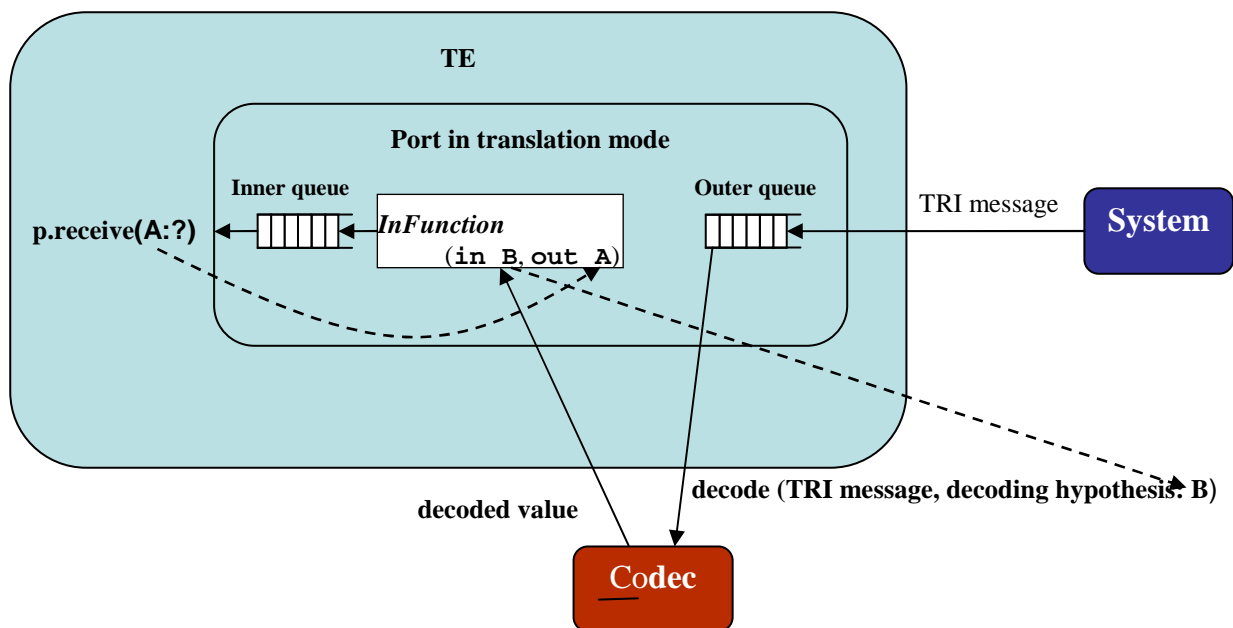 TE
Port in translation mode
Inner queue
Outer queue
TRI message
System
p.receive(A:?)
InFunction
(in B, out A)
decode (TRI message, decoding hypothesis: B)
decoded value
Codec